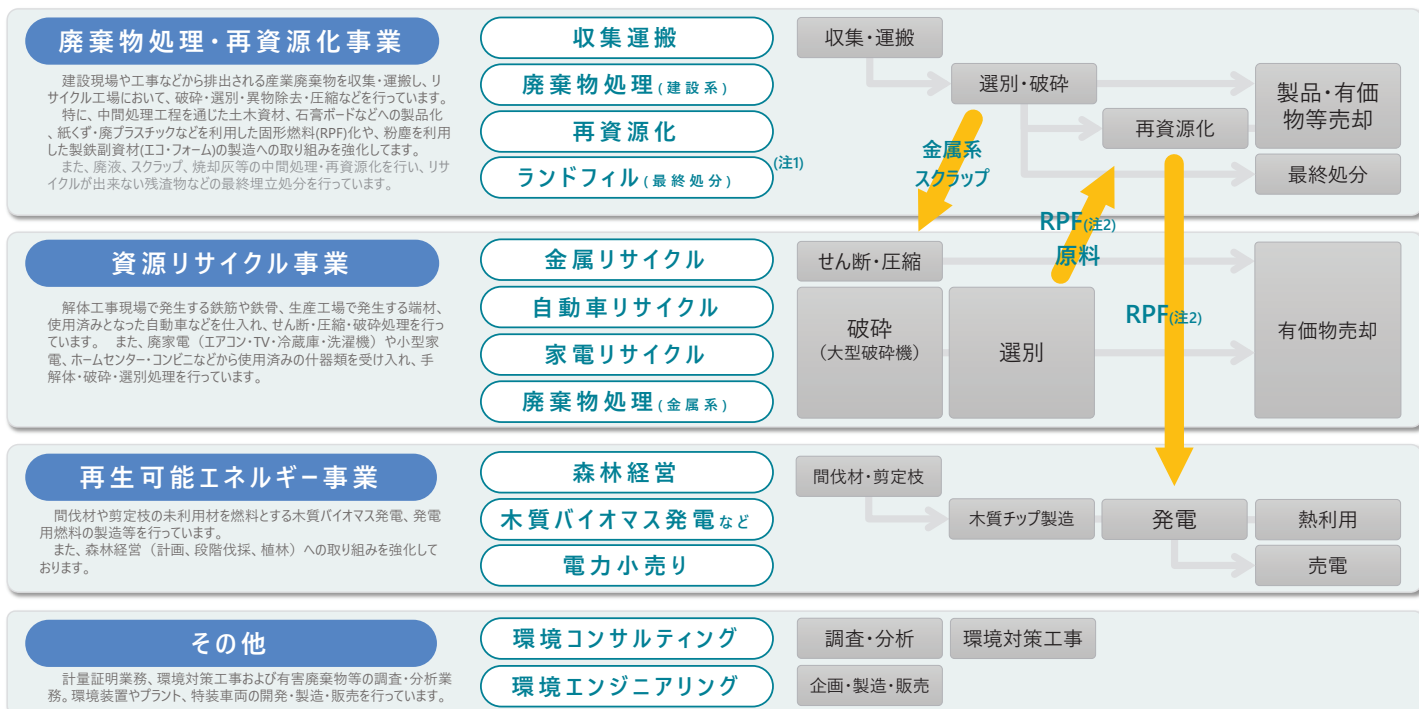 廃棄物処理・再資源化事業
建設現場や工事などから排出される産業廃棄物を収集・運搬し、リ
サイクル工場において、破砕・選別・異物除去・圧縮などを行っています。
特に、中間処理工程を通じた土木資材、石膏ボードなどへの製品化
、紙くず・廃プラスチックなどを利用した固形燃料(RPF)化や、粉塵を利用
した製鉄副資材(エコ・フォーム)の製造への取り組みを強化してます。
また、廃液、スクラップ、焼却灰等の中間処理・再資源化を行い、リサ
イクルが出来ない残渣物などの最終埋立処分を行っています。
収集運搬
廃棄物処理(建設系)
再資源化
ランドフィル(最終処分)
(注1)
収集・運搬
選別・破砕
再資源化
製品・有価
物等売却
最終処分
金属系
スクラップ
RPF(注2)
原料
RPF(注2)
資源リサイクル事業
解体工事現場で発生する鉄筋や鉄骨、生産工場で発生する端材、
使用済みとなった自動車などを仕入れ、せん断・圧縮・破砕処理を行っ
ています。 また、廃家電（エアコン・TV・冷蔵庫・洗濯機）や小型家
電、ホームセンター・コンビニなどから使用済みの什器類を受け入れ、手
解体・破砕・選別処理を行っています。
金属リサイクル
自動車リサイクル
家電リサイクル
廃棄物処理(金属系)
せん断・圧縮
破砕
（大型破砕機）
選別
有価物売却
再生可能エネルギー事業
間伐材や剪定枝の未利用材を燃料とする木質バイオマス発電、発電
用燃料の製造等を行っています。
また、森林経営（計画、段階伐採、植林）への取り組みを強化して
おります。
森林経営
木質バイオマス発電など
電力小売り
間伐材・剪定枝
木質チップ製造
発電
熱利用
売電
その他
計量証明業務、環境対策工事および有害廃棄物等の調査・分析業
務。環境装置やプラント、特装車両の開発・製造・販売を行っています。
環境コンサルティング
環境エンジニアリング
調査・分析
環境対策工事
企画・製造・販売